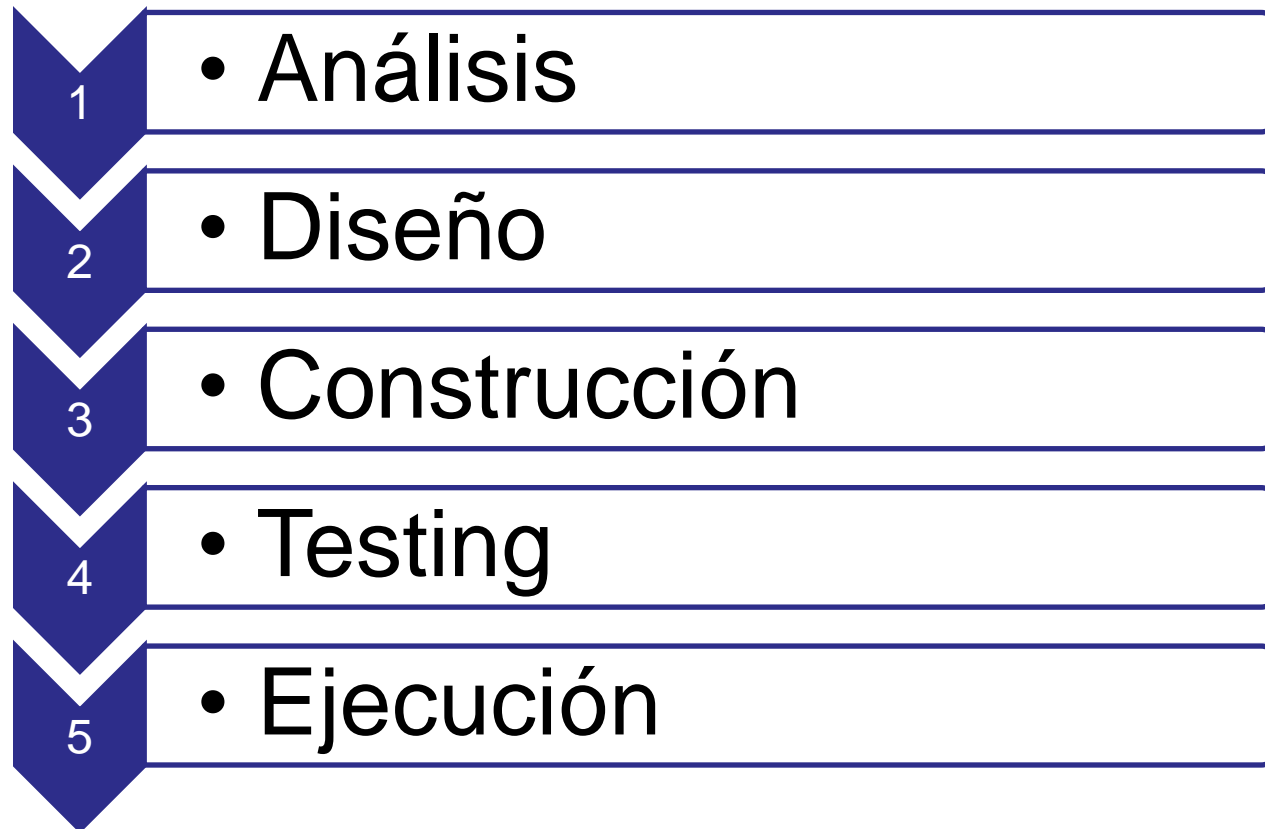 1
• Análisis
2
• Diseño
3
• Construcción
4
• Testing
5
• Ejecución